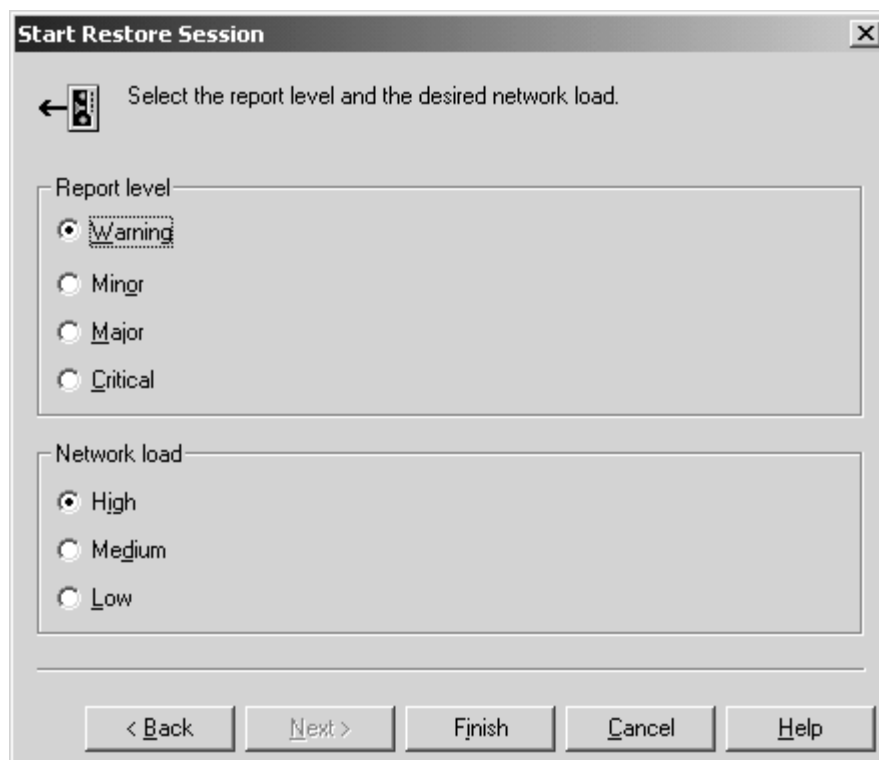 Start Restore Session
Select the report level and the desired network load.
Report level
Warning
Minor
Major
Critical
Network load
High
Medium
Low
< Back Next > Finish Cancel Help